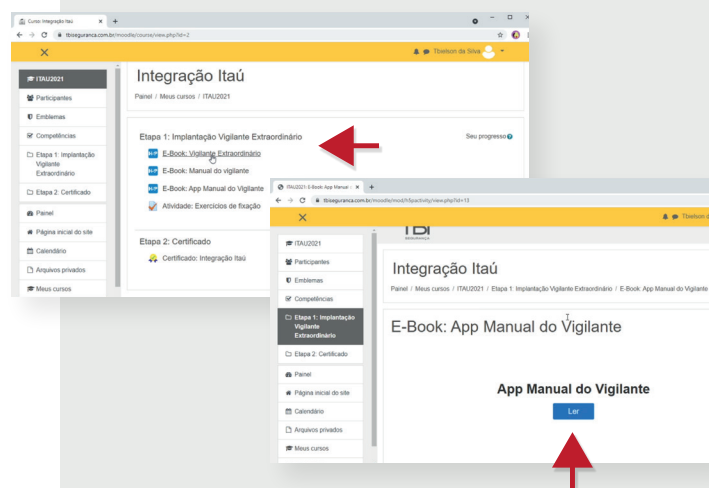 Curso: Integração Itaú
tbiseguranca.com.br/moodle/course/view.php?id=2
Tbielson da Silva
ITAU2021
Participantes
Emblemas
Competências
Etapa 1: Implantação
Vigilante
Extraordinário
Etapa 2: Certificado
Painel
Página inicial do site
Calendário
Arquivos privados
Meus cursos
Integração Itaú
Painel / Meus cursos / ITAU2021
Etapa 1: Implantação Vigilante Extraordinário
Seu progresso
E-Book: Vigilante Extraordinário
E-Book: Manual do vigilante
E-Book: App Manual do Vigilante
Atividade: Exercícios de fixação
Etapa 2: Certificado
Certificado: Integração Itaú
ITAU2021: E-Book: App Manual
tbiseguranca.com.br/moodle/mod/h5pactivity/view.php?id=13
Tbielson
TBI
ITAU2021
Participantes
Emblemas
Competências
Etapa 1: Implantação
Vigilante
Extraordinário
Etapa 2: Certificado
Painel
Página inicial do site
Calendário
Arquivos privados
Meus cursos
Integração Itaú
Painel / Meus cursos / ITAU2021 / Etapa 1: Implantação Vigilante Extraordinário / E-Book: App Manual do Vigilante
E-Book: App Manual do Vigilante
App Manual do Vigilante
Ler